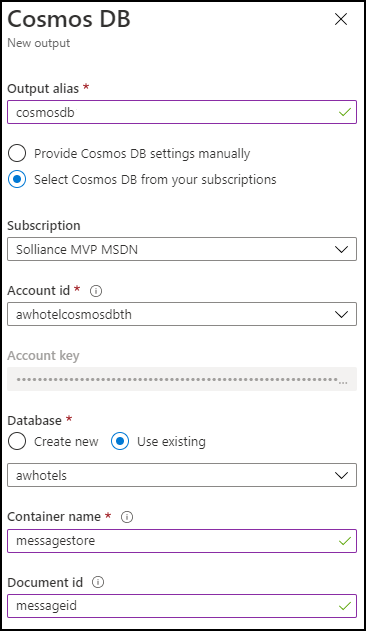 Cosmos DB
New output
Output alias *
cosmosdb
Provide Cosmos DB settings manually
Select Cosmos DB from your subscriptions
Subscription
Solliance MVP MSDN
Account id *
awhotelcosmosdbth
Account key
••••••••••••••••••••••••••••••••••••••••••••••••••••••••••••••...
Database *
Create new Use existing
awhotels
Container name *
messagestore
Document id
messageid